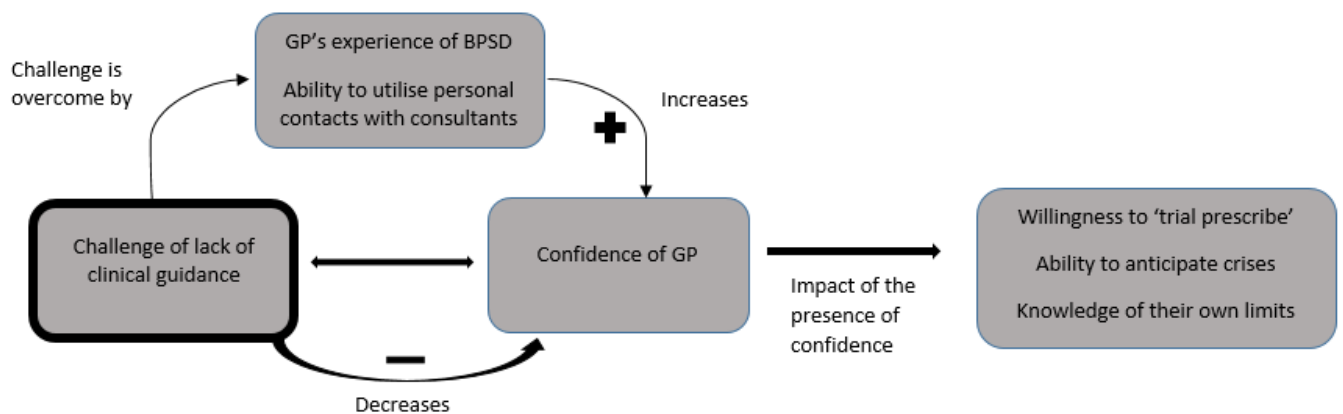 GP’s experience of BPSD
Ability to utilise personal
contacts with consultants
Challenge is
overcome by
Increases
Challenge of lack of
clinical guidance
Confidence of GP
Willingness to ‘trial prescribe’
Ability to anticipate crises
Knowledge of their own limits
Impact of the
presence of
confidence
Decreases